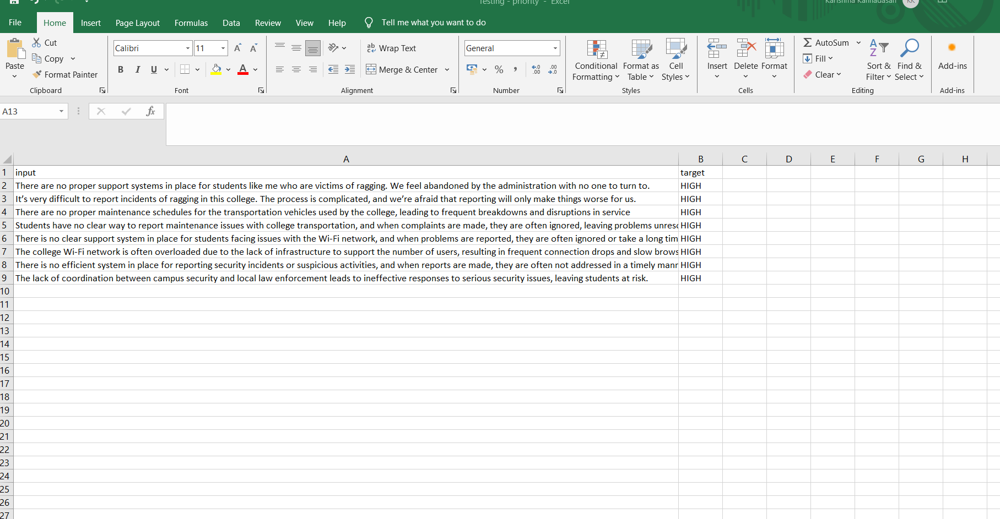 Testing - priority - Excel
Karishma Kannadasan KK
File Home Insert Page Layout Formulas Data Review View Help Tell me what you want to do
Paste
Cut
Copy
Format Painter
Clipboard
Calibri 11 A A
B I U A
Font
ab Wrap Text
Merge & Center
Alignment
General
% , .0 .00 .00 .0
Number
Conditional Formatting
Format as Table
Cell Styles
Styles
Insert Delete Format
Cells
AutoSum
Fill
Clear
Sort & Filter
Find & Select
Editing
Add-ins
Add-ins
A13 fx
A B C D E F G H
1 input target
2 There are no proper support systems in place for students like me who are victims of ragging. We feel abandoned by the administration with no one to turn to. HIGH
3 It’s very difficult to report incidents of ragging in this college. The process is complicated, and we’re afraid that reporting will only make things worse for us. HIGH
4 There are no proper maintenance schedules for the transportation vehicles used by the college, leading to frequent breakdowns and disruptions in service HIGH
5 Students have no clear way to report maintenance issues with college transportation, and when complaints are made, they are often ignored, leaving problems unres HIGH
6 There is no clear support system in place for students facing issues with the Wi-Fi network, and when problems are reported, they are often ignored or take a long tim HIGH
7 The college Wi-Fi network is often overloaded due to the lack of infrastructure to support the number of users, resulting in frequent connection drops and slow brows HIGH
8 There is no efficient system in place for reporting security incidents or suspicious activities, and when reports are made, they are often not addressed in a timely mann HIGH
9 The lack of coordination between campus security and local law enforcement leads to ineffective responses to serious security issues, leaving students at risk. HIGH
10
11
12
13
14
15
16
17
18
19
20
21
22
23
24
25
26
27